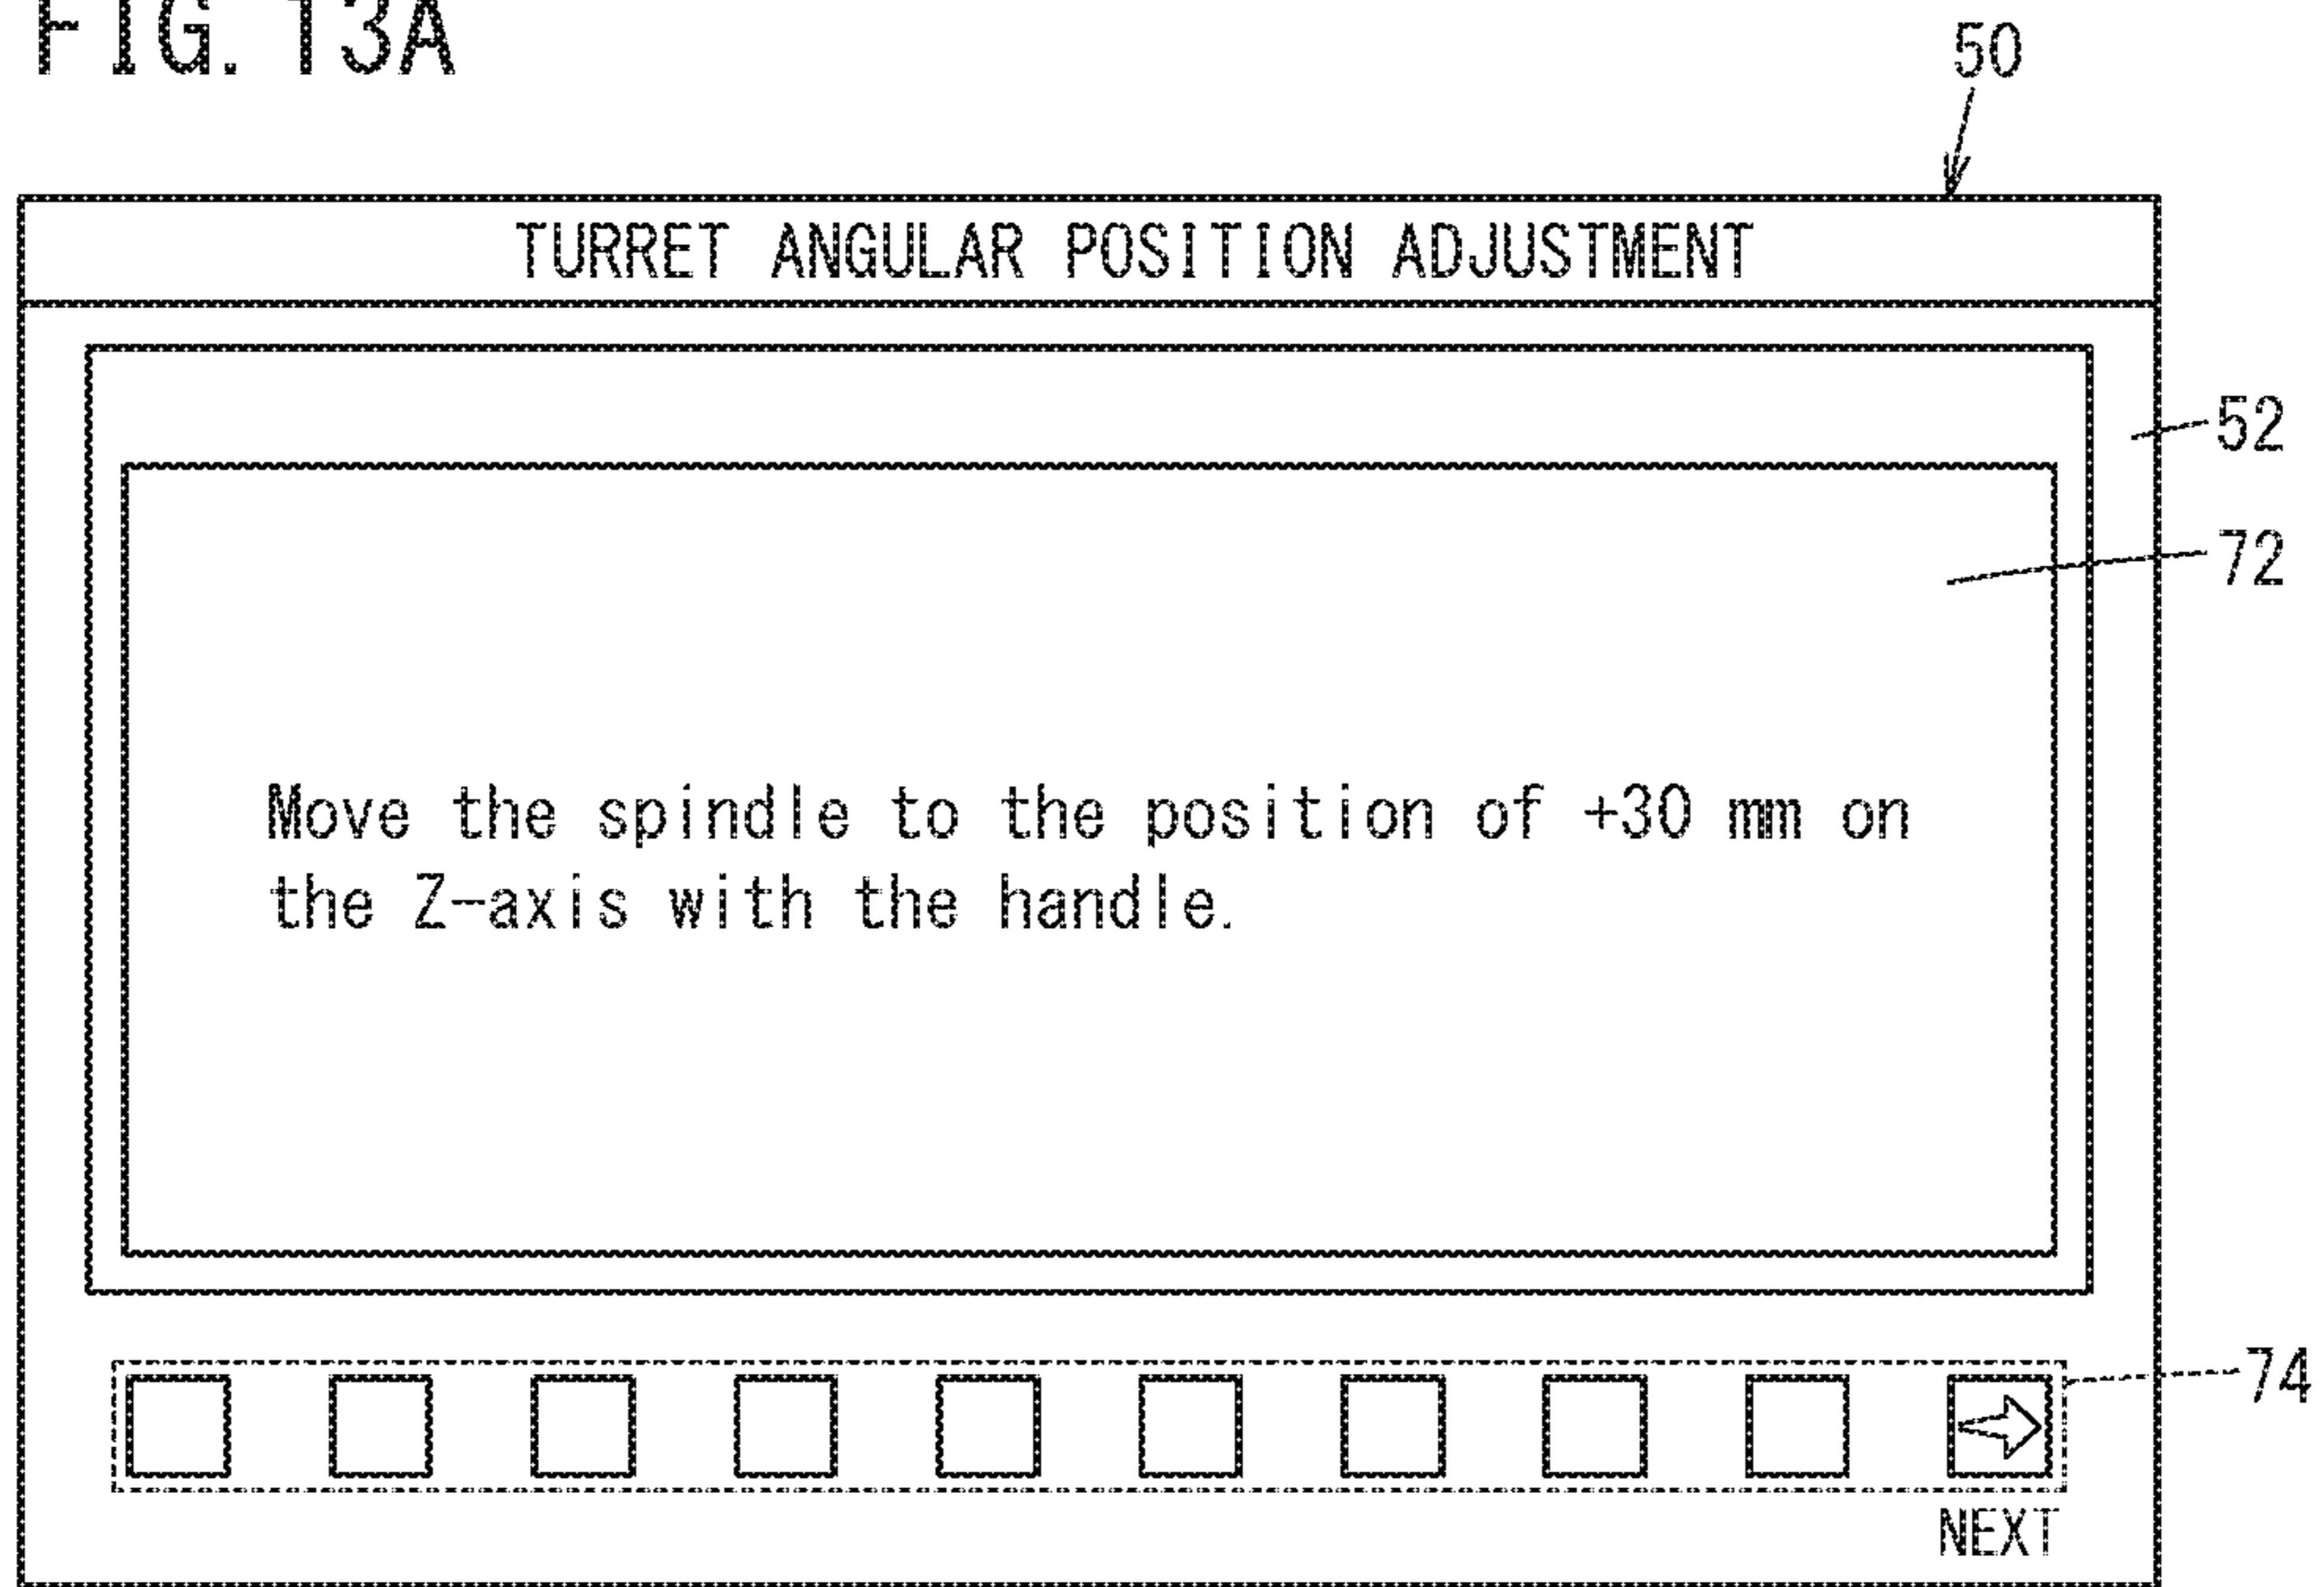 FIG. 13A
50
TURRET ANGULAR POSITION ADJUSTMENT
52
72
Move the spindle to the position of +30 mm on
the Z-axis with the handle.
74
NEXT